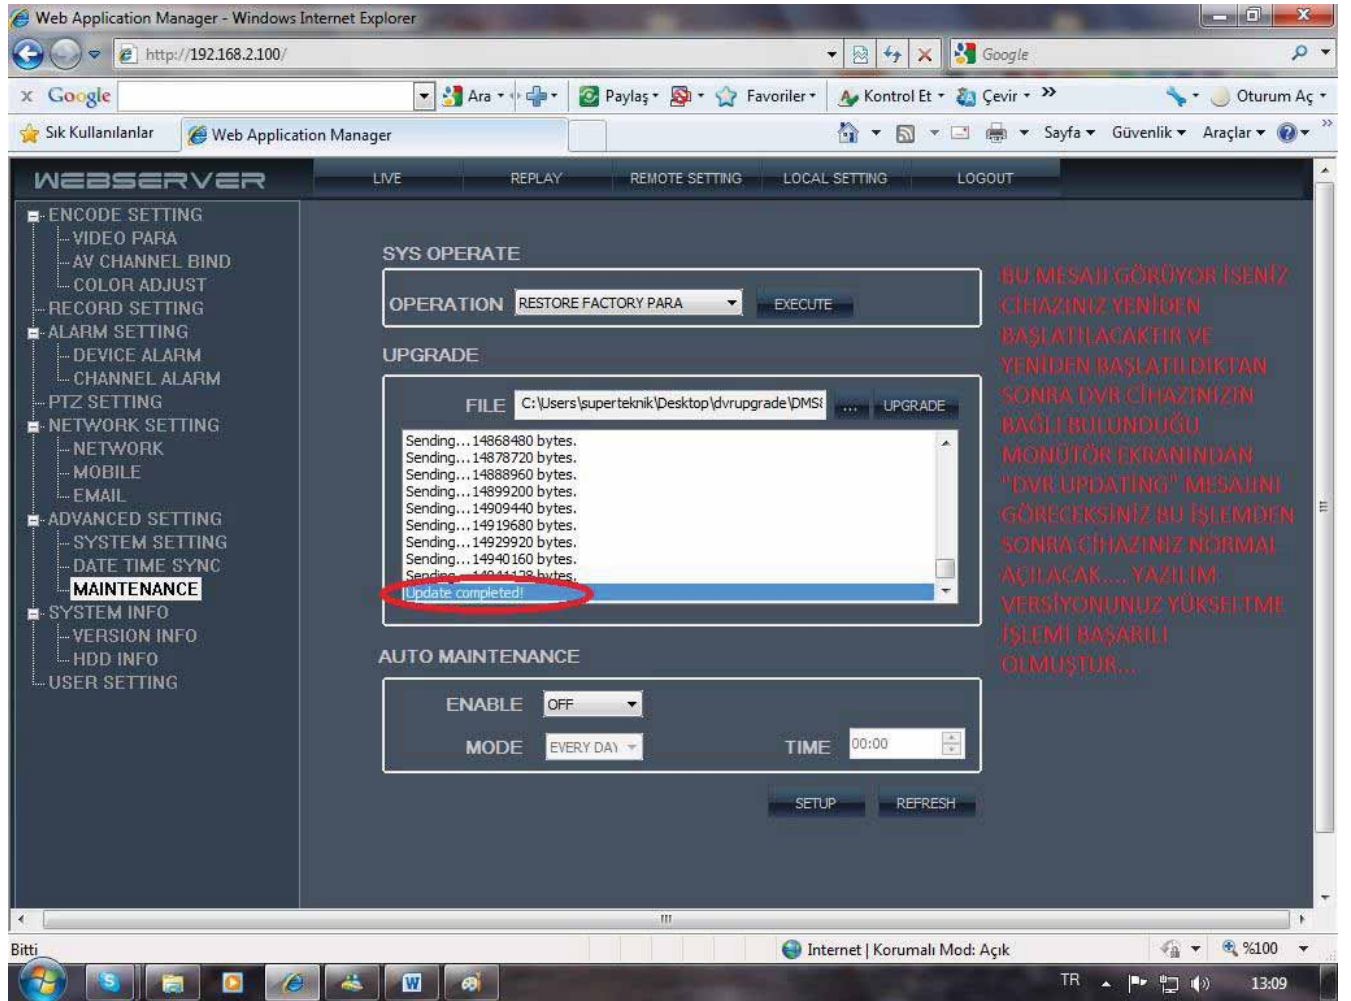 Web Application Manager - Windows Internet Explorer
http://192.168.2.100/
Google
x Google
Ara
Paylaş
Favoriler
Kontrol Et
Çevir
»
Oturum Aç
Sık Kullanılanlar
Web Application Manager
Sayfa
Güvenlik
Araçlar
»
WEBSERVER
LIVE
REPLAY
REMOTE SETTING
LOCAL SETTING
LOGOUT
ENCODE SETTING
VIDEO PARA
AV CHANNEL BIND
COLOR ADJUST
RECORD SETTING
ALARM SETTING
DEVICE ALARM
CHANNEL ALARM
PTZ SETTING
NETWORK SETTING
NETWORK
MOBILE
EMAIL
ADVANCED SETTING
SYSTEM SETTING
DATE TIME SYNC
MAINTENANCE
SYSTEM INFO
VERSION INFO
HDD INFO
USER SETTING
SYS OPERATE
OPERATION RESTORE FACTORY PARA EXECUTE
UPGRADE
FILE C:\Users\superteknik\Desktop\dvrupgrade\DMS( ... UPGRADE
Sending...14868480 bytes.
Sending...14878720 bytes.
Sending...14888960 bytes.
Sending...14899200 bytes.
Sending...14909440 bytes.
Sending...14919680 bytes.
Sending...14929920 bytes.
Sending...14940160 bytes.
Sending...14941128 bytes.
Update completed!
AUTO MAINTENANCE
ENABLE OFF
MODE EVERY DAY TIME 00:00
SETUP REFRESH
BU MESAJI GÖRÜYOR İSENİZ
CİHAZINIZ YENİDEN
BAŞLATILACAKTIR VE
YENİDEN BAŞLATILDIKTAN
SONRA DVR CİHAZINIZIN
BAĞLI BULUNDUĞU
MONÜTÖR EKRANINDAN
"DVR UPDATİNG" MESAJINI
GÖRECEKSİNİZ BU İŞLEMDEN
SONRA CİHAZINIZ NORMAL
AÇILACAK.... YAZILIM
VERSİYONUNUZ YÜKSELTME
İŞLEMİ BAŞARILI
OLMUŞTUR...
Bitti
Internet | Korumalı Mod: Açık
%100
TR
13:09